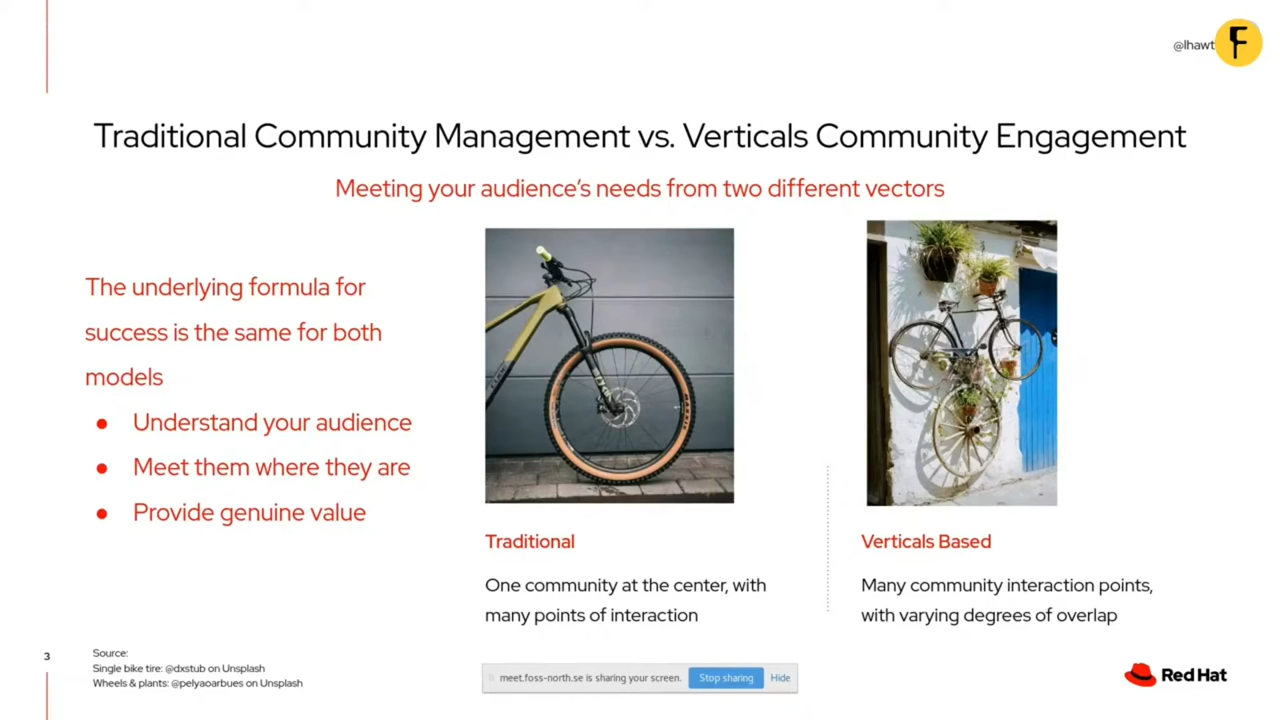 @lhawt
F
Traditional Community Management vs. Verticals Community Engagement
Meeting your audience's needs from two different vectors
The underlying formula for
success is the same for both
models
● Understand your audience
● Meet them where they are
● Provide genuine value
Traditional
One community at the center, with
many points of interaction
Verticals Based
Many community interaction points,
with varying degrees of overlap
3
Source:
Single bike tire: @dxstub on Unsplash
Wheels & plants: @pelyaoarbues on Unsplash
meet.foss-north.se is sharing your screen.
Stop sharing
Hide
Red Hat